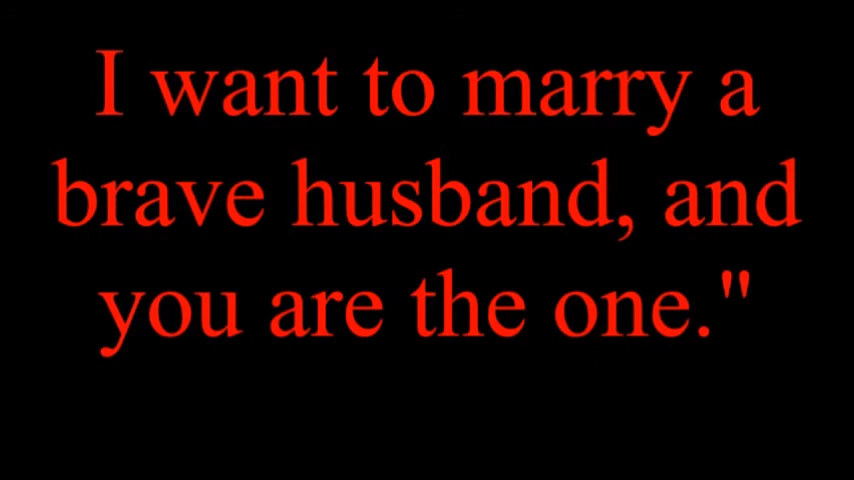 I want to marry a
brave husband, and
you are the one."